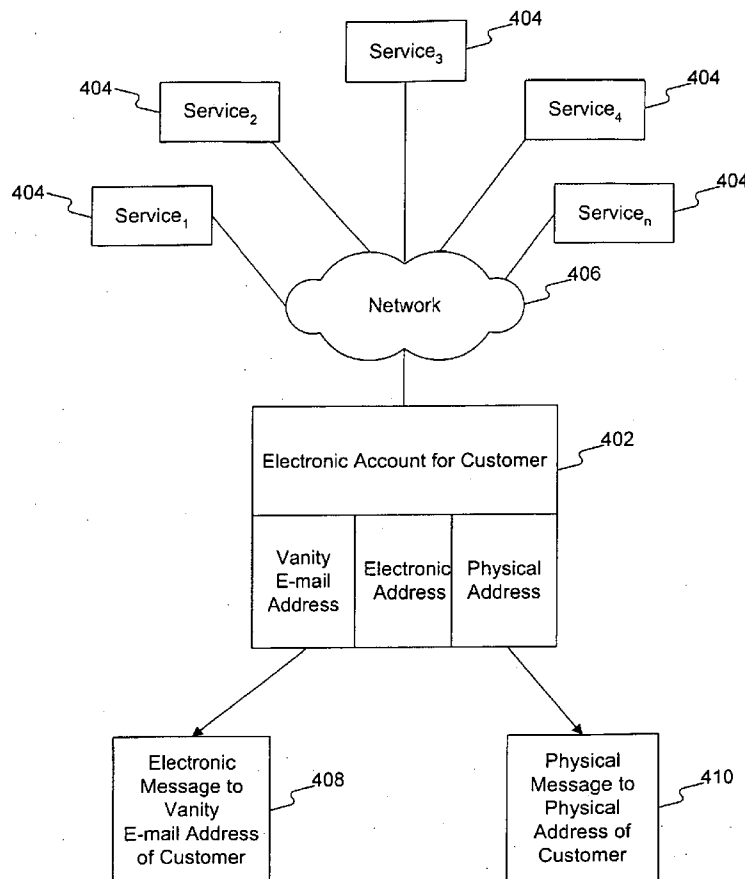 404
Service3
404
Service2
404
Service4
404
Service1
404
Servicen
Network
406
402
Electronic Account for Customer
Vanity
E-mail
Address
Electronic
Address
Physical
Address
Electronic
Message to
Vanity
E-mail Address
of Customer
408
Physical
Message to
Physical
Address of
Customer
410